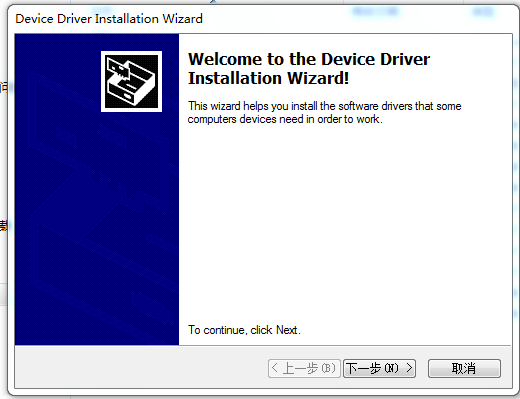 Device Driver Installation Wizard
Welcome to the Device Driver
Installation Wizard!
This wizard helps you install the software drivers that some
computers devices need in order to work.
To continue, click Next.
< 上一步(B) 下一步(N) > 取消